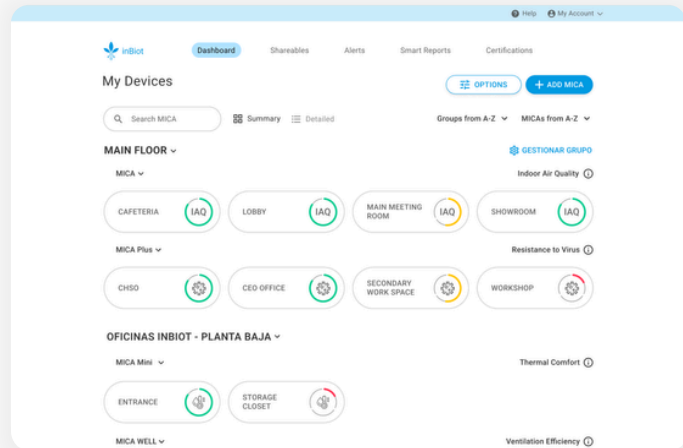 Help My Account
inBiot Dashboard Shareables Alerts Smart Reports Certifications
My Devices
OPTIONS + ADD MICA
Search MICA Summary Detailed Groups from A-Z MICAs from A-Z
MAIN FLOOR GESTIONAR GRUPO
MICA Indoor Air Quality
CAFETERIA IAQ LOBBY IAQ MAIN MEETING ROOM IAQ SHOWROOM IAQ
MICA Plus Resistance to Virus
CHSO CEO OFFICE SECONDARY WORK SPACE WORKSHOP
OFICINAS INBIOT - PLANTA BAJA
MICA Mini Thermal Comfort
ENTRANCE STORAGE CLOSET
MICA WELL Ventilation Efficiency